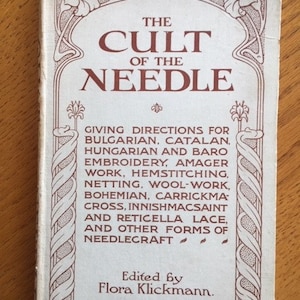 THE
CULT
OF THE
NEEDLE
GIVING DIRECTIONS FOR
BULGARIAN, CATALAN,
HUNGARIAN AND BARO
EMBROIDERY, AMAGER
WORK, HEMSTITCHING,
NETTING, WOOL-WORK,
BOHEMIAN, CARRICKMA-
CROSS, INNISHMACSAINT
AND RETICELLA LACE,
AND OTHER FORMS OF
NEEDLECRAFT
Edited by
Flora Klickmann.